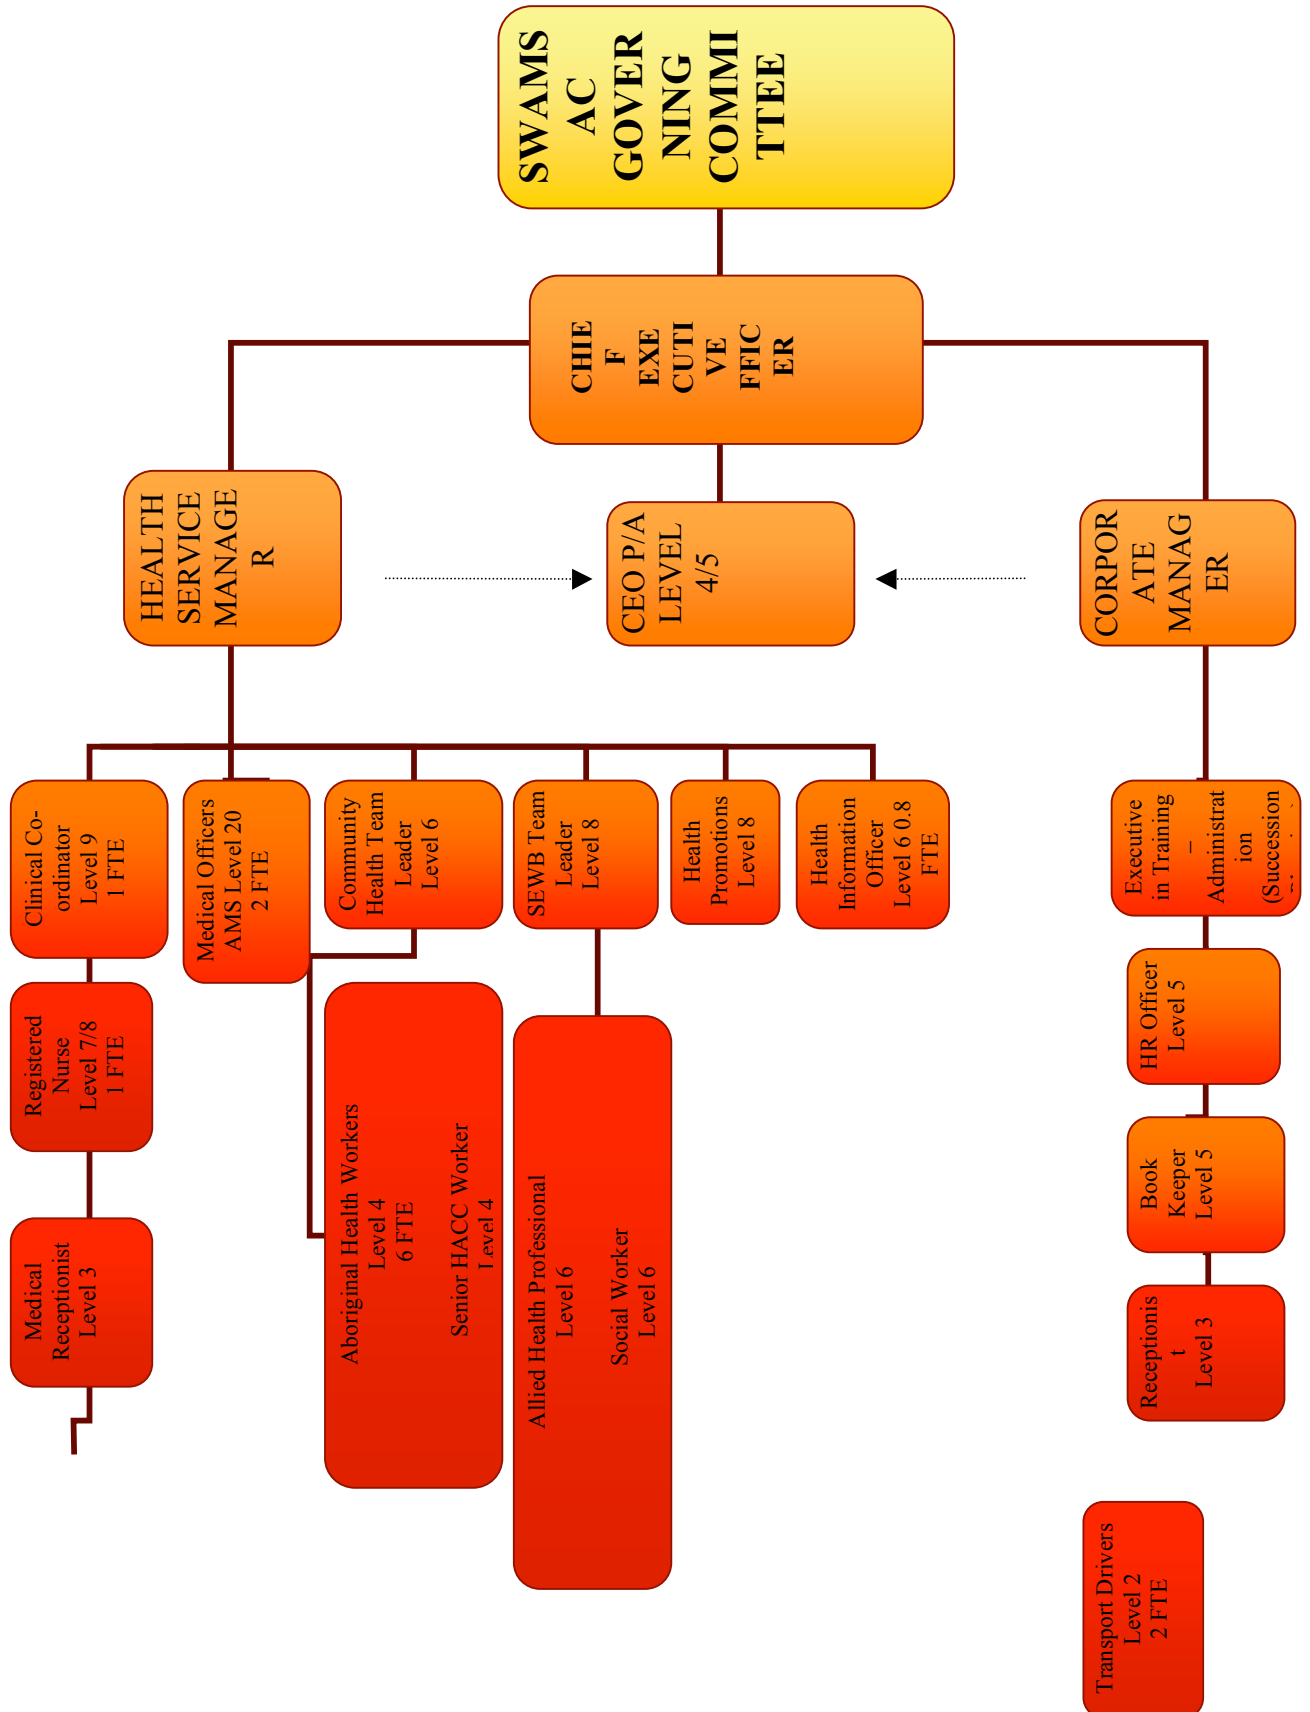 SWAMS
AC
GOVER
NING
COMMI
TTEE
CHIE
F
EXE
CUTI
VE
FFIC
ER
HEALTH
SERVICE
MANAGE
R
CEO P/A
LEVEL
4/5
CORPOR
ATE
MANAG
ER
Clinical Co-
ordinator
Level 9
1 FTE
Medical Officers
AMS Level 20
2 FTE
Community
Health Team
Leader
Level 6
SEWB Team
Leader
Level 8
Health
Promotions
Level 8
Health
Information
Officer
Level 6 0.8
FTE
Executive
in Training
–
Administrat
ion
(Succession
Registered
Nurse
Level 7/8
1 FTE
Aboriginal Health Workers
Level 4
6 FTE
Senior HACC Worker
Level 4
Allied Health Professional
Level 6
Social Worker
Level 6
HR Officer
Level 5
Book
Keeper
Level 5
Medical
Receptionist
Level 3
Receptionis
t
Level 3
Transport Drivers
Level 2
2 FTE